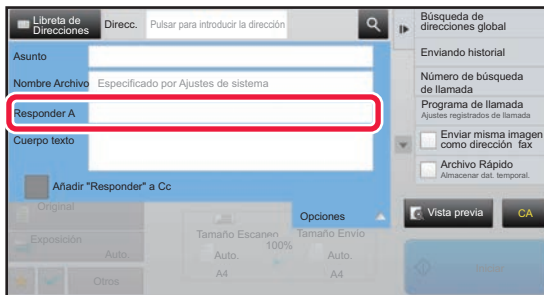 Libreta de
Direcciones
Direcc.
Pulsar para introducir la dirección
Asunto
Nombre Archivo
Especificado por Ajustes de sistema
Responder A
Cuerpo texto
Añadir "Responder" a Cc
Opciones
Original
Exposición
Auto.
Otros
Tamaño Escaneo
100%
Tamaño Envío
Auto.
A4
Auto.
A4
Búsqueda de
direcciones global
Enviando historial
Número de búsqueda
de llamada
Programa de llamada
Ajustes registrados de llamada
Enviar misma imagen
como dirección fax
Archivo Rápido
Almacenar dat. temporal.
Vista previa
CA
Iniciar